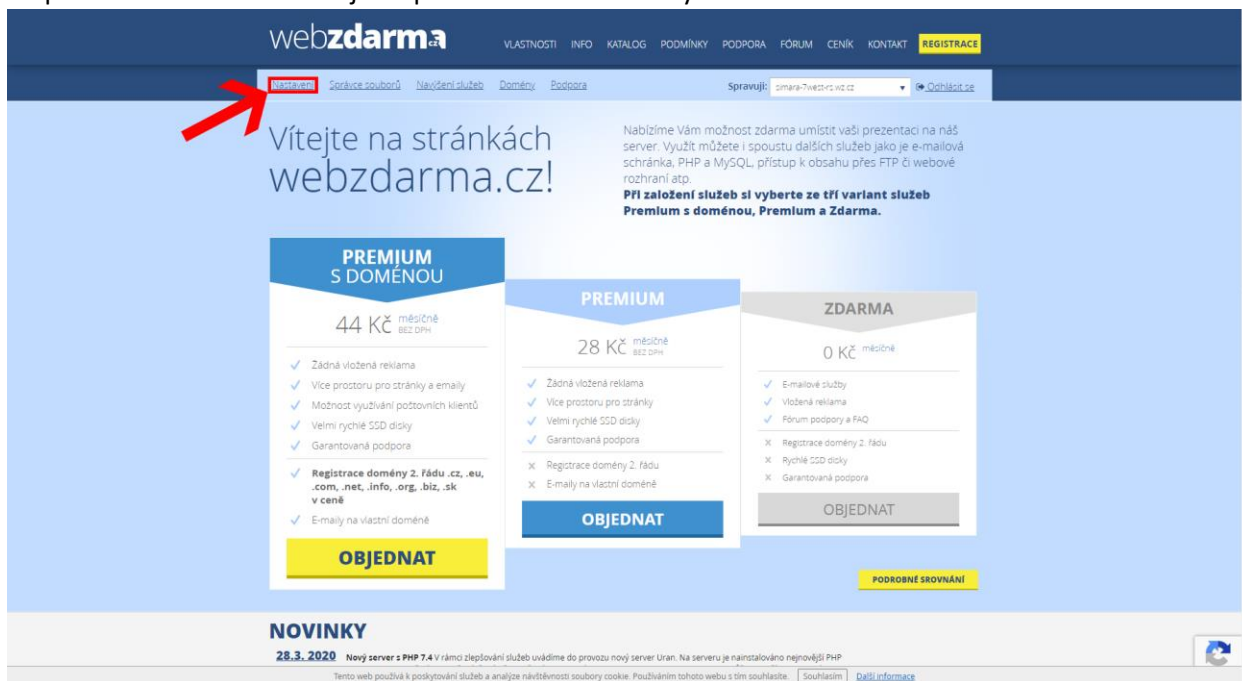 webzdarma.cz
VLASTNOSTI INFO KATALOG PODMÍNKY PODPORA FÓRUM CENÍK KONTAKT REGISTRACE
Nastavení Správce souborů Navýšení služeb Domény Podpora Spravuji: Odhlásit se
Vítejte na stránkách
webzdarma.cz!
Nabízíme Vám možnost zdarma umístit vaši prezentaci na náš
server. Využít můžete i spoustu dalších služeb jako je e-mailová
schránka, PHP a MySQL, přístup k obsahu přes FTP či webové
rozhraní atp.
Při založení služeb si vyberte ze tří variant služeb
Premium s doménou, Premium a Zdarma.
PREMIUM
S DOMÉNOU
44 Kč měsíčně
BEZ DPH
Žádná vložená reklama
Více prostoru pro stránky a emaily
Možnost využívání poštovních klientů
Velmi rychlé SSD disky
Garantovaná podpora
Registrace domény 2. řádu .cz, .eu,
.com, .net, .info, .org, .biz, .sk
v ceně
E-maily na vlastní doméně
OBJEDNAT
PREMIUM
28 Kč měsíčně
BEZ DPH
Žádná vložená reklama
Více prostoru pro stránky
Velmi rychlé SSD disky
Garantovaná podpora
Registrace domény 2. řádu
E-maily na vlastní doméně
OBJEDNAT
ZDARMA
0 Kč měsíčně
E-mailové služby
Vložená reklama
Fórum podpory a FAQ
Registrace domény 2. řádu
Rychlé SSD disky
Garantovaná podpora
OBJEDNAT
PODROBNÉ SROVNÁNÍ
NOVINKY
28.3. 2020 Nový server s PHP 7.4 V rámci zlepšování služeb uvádíme do provozu nový server Uran. Na serveru je nainstalováno nejnovější PHP
Tento web používá k poskytování služeb a analýze návštěvnosti soubory cookie. Používáním tohoto webu s tím souhlasíte. Souhlasím Další informace